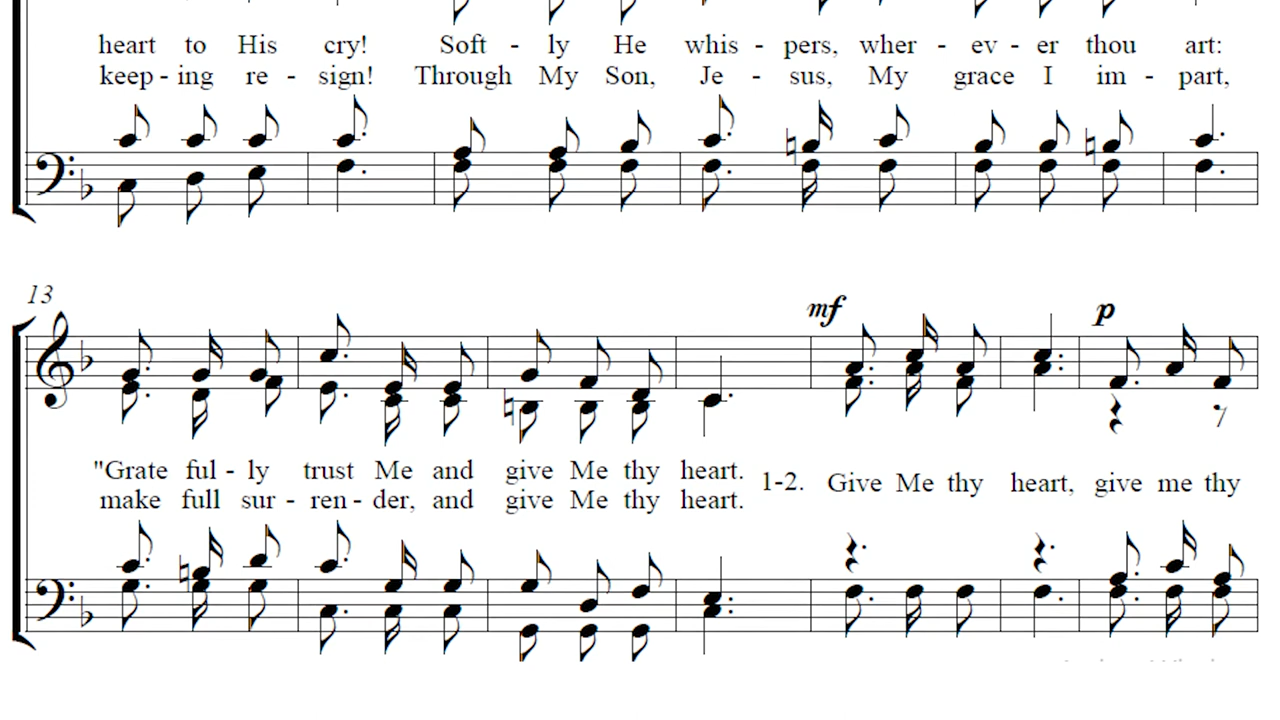 heart to His cry! Soft - ly He whis - pers, wher - ev - er thou art:
keep - ing re - sign! Through My Son, Je - sus, My grace I im - part,
13
mf p
"Grate ful - ly trust Me and give Me thy heart.
1-2. Give Me thy heart, give me thy
make full sur - ren - der, and give Me thy heart.